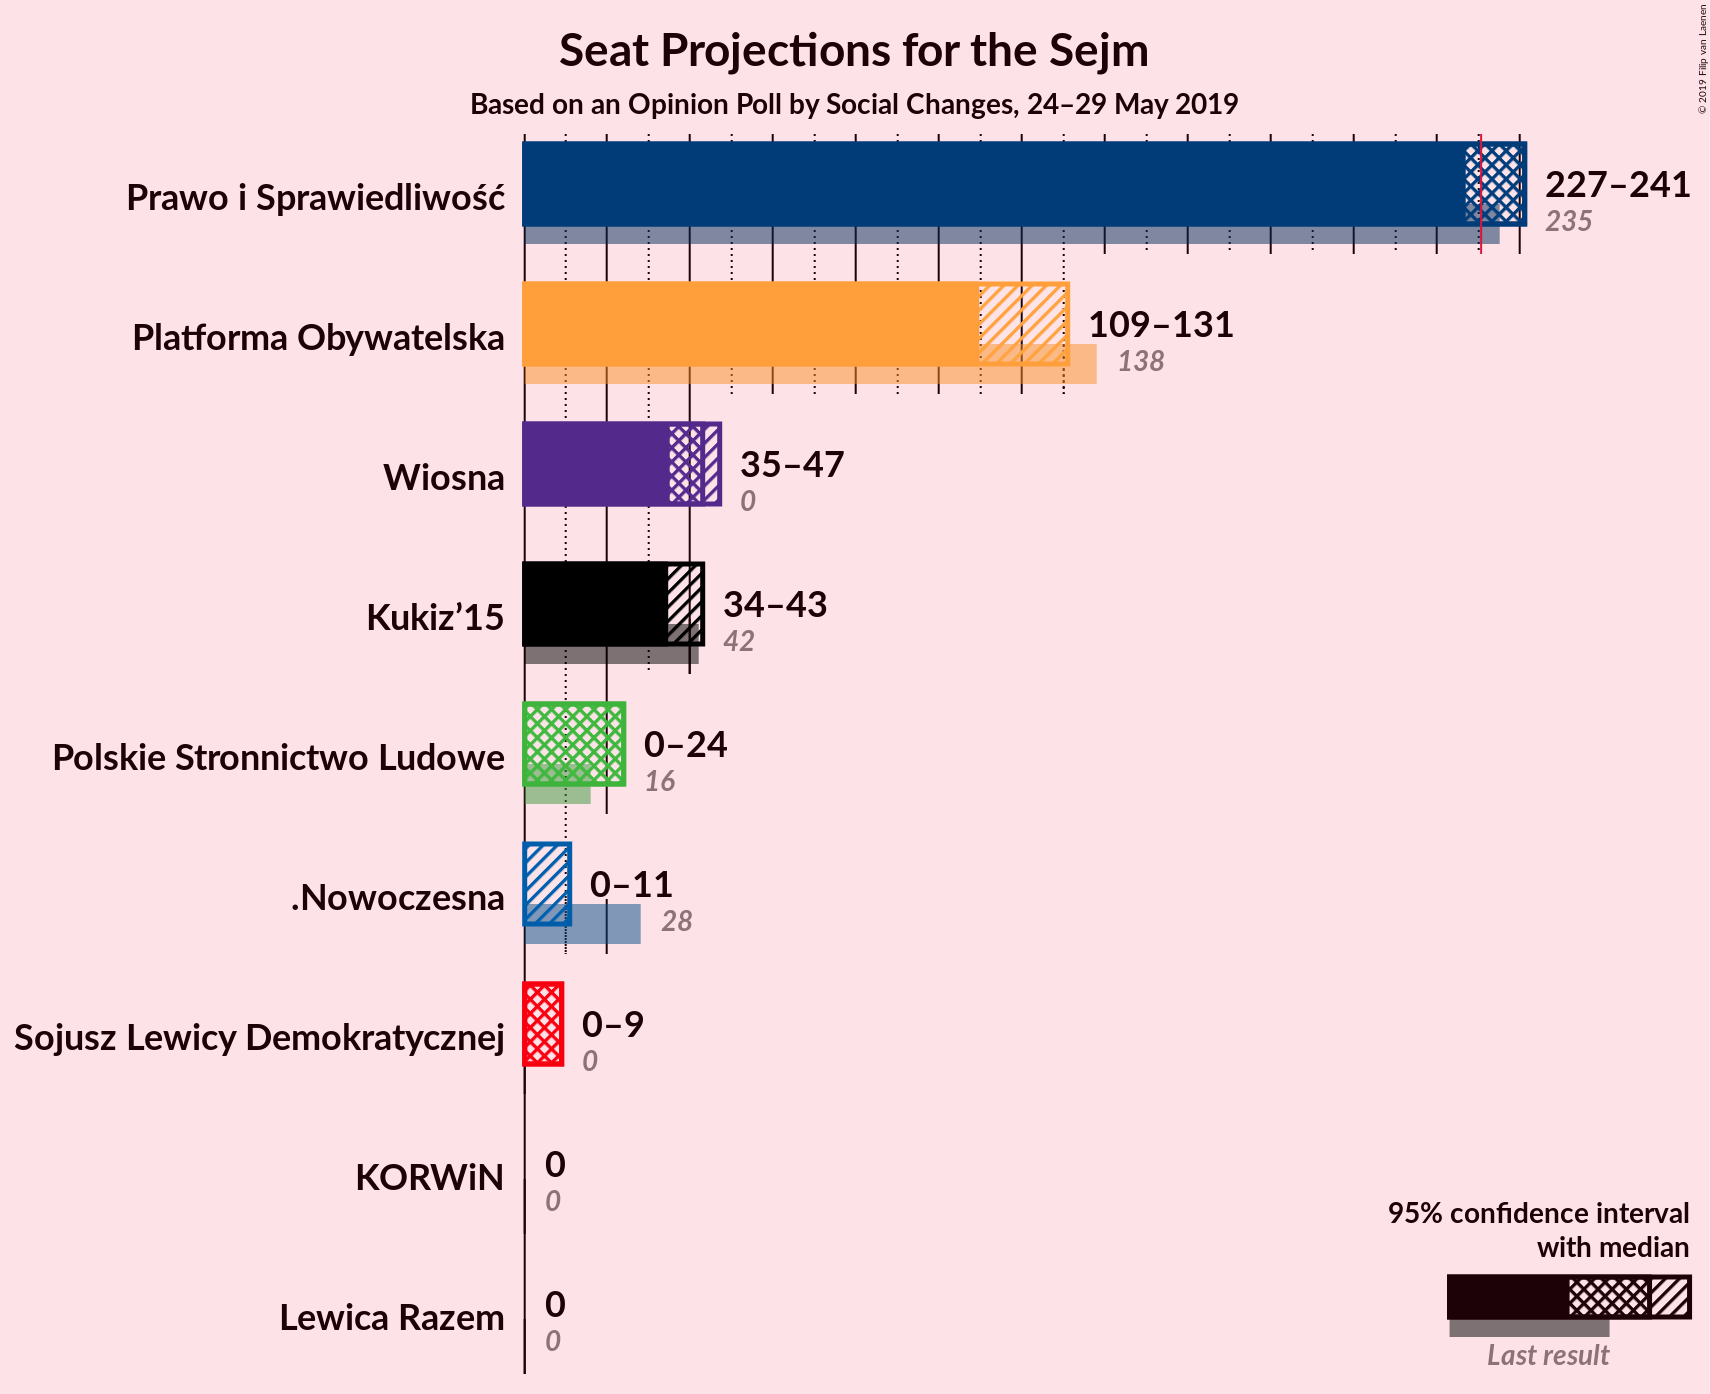 Seat Projections for the Sejm
Based on an Opinion Poll by Social Changes, 24–29 May 2019
© 2019 Filip van Laenen
Prawo i Sprawiedliwość
227–241
235
Platforma Obywatelska
109–131
138
Wiosna
35–47
0
Kukiz’15
34–43
42
Polskie Stronnictwo Ludowe
0–24
16
.Nowoczesna
0–11
28
Sojusz Lewicy Demokratycznej
0–9
0
KORWiN
0
0
Lewica Razem
0
0
95% confidence interval
with median
Last result